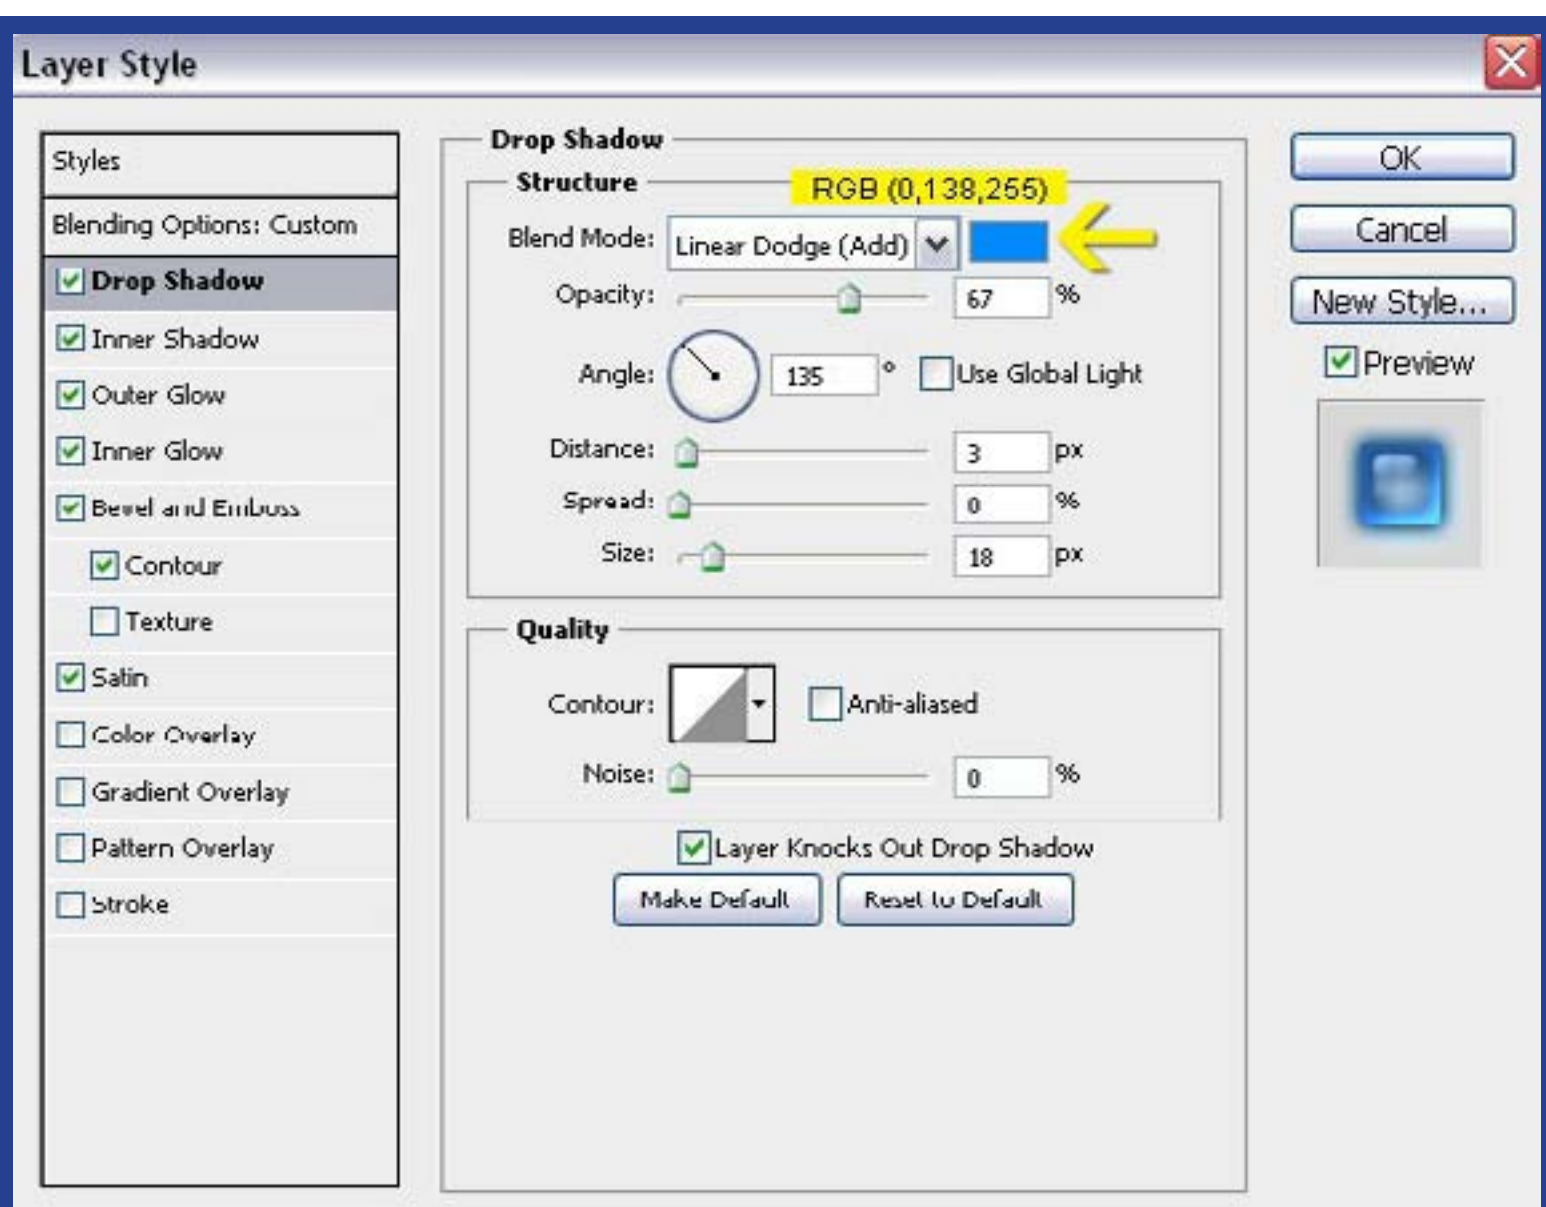 Layer Style
Styles
Blending Options: Custom
Drop Shadow
Inner Shadow
Outer Glow
Inner Glow
Bevel and Emboss
Contour
Texture
Satin
Color Overlay
Gradient Overlay
Pattern Overlay
Stroke
Drop Shadow
Structure
RGB (0,138,255)
Blend Mode: Linear Dodge (Add)
Opacity: 67 %
Angle: 135 ° Use Global Light
Distance: 3 px
Spread: 0 %
Size: 18 px
Quality
Contour: Anti-aliased
Noise: 0 %
Layer Knocks Out Drop Shadow
Make Default Reset to Default
OK
Cancel
New Style...
Preview